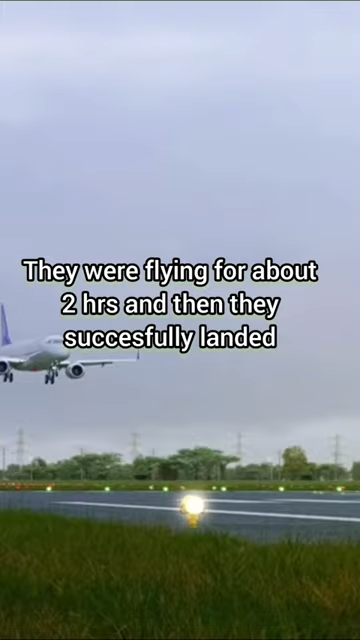 They were flying for about
2 hrs and then they
succesfully landed